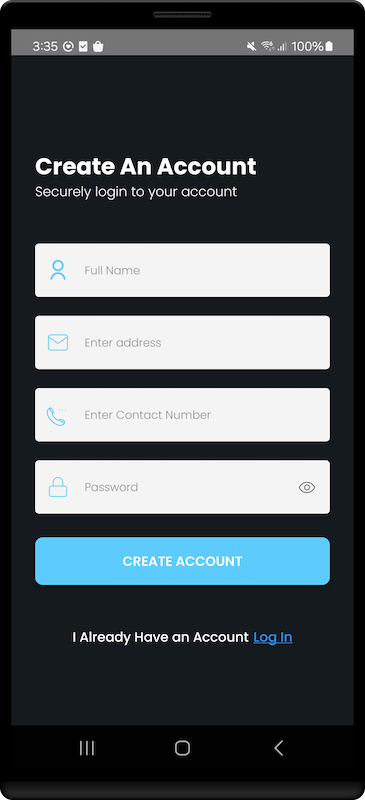 3:35 100%
Create An Account
Securely login to your account
Full Name
Enter address
Enter Contact Number
Password
CREATE ACCOUNT
I Already Have an Account Log In